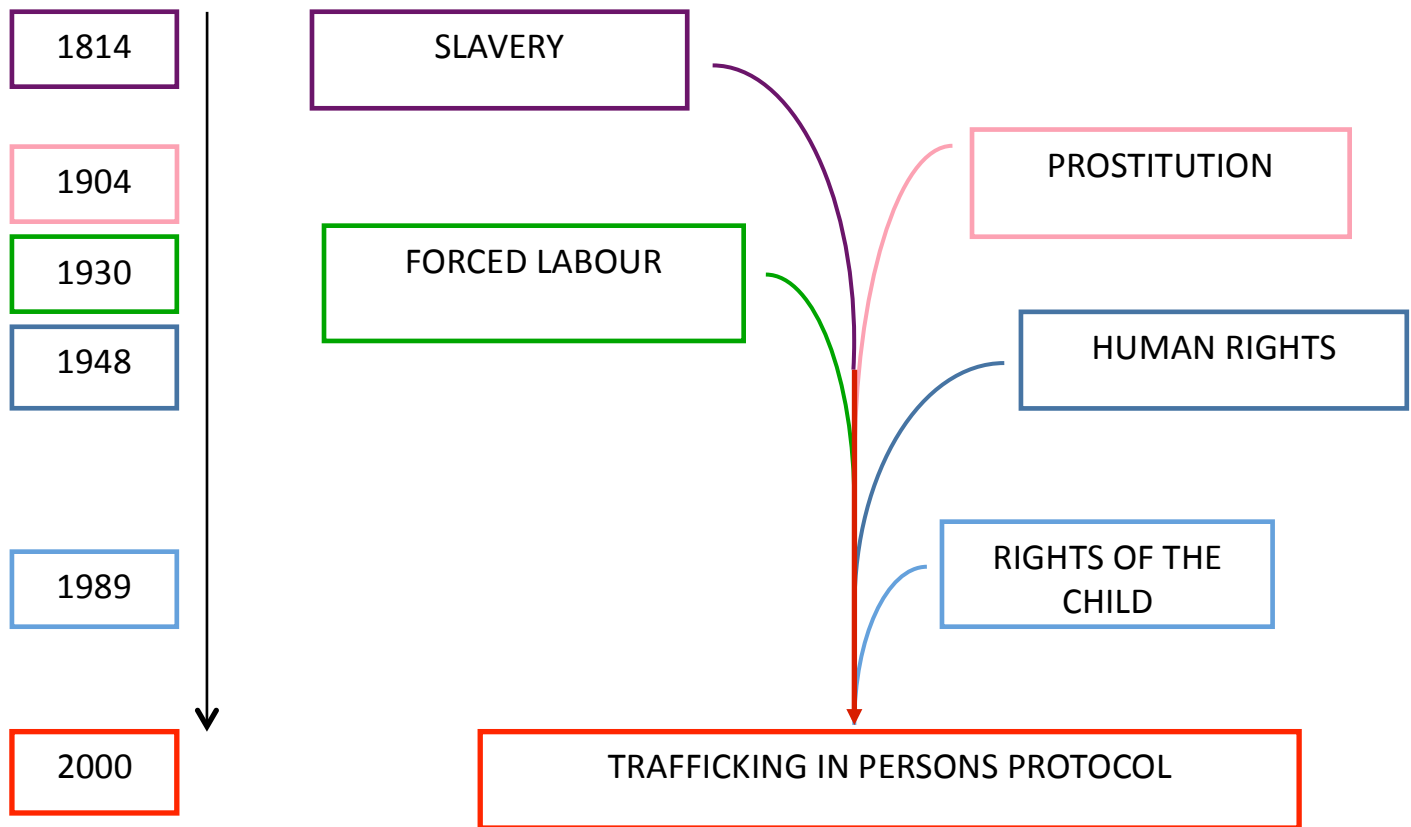 1814
SLAVERY
1904
PROSTITUTION
1930
FORCED LABOUR
1948
HUMAN RIGHTS
1989
RIGHTS OF THE
CHILD
2000
TRAFFICKING IN PERSONS PROTOCOL